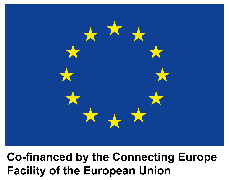 Co-financed by the Connecting Europe
Facility of the European Union